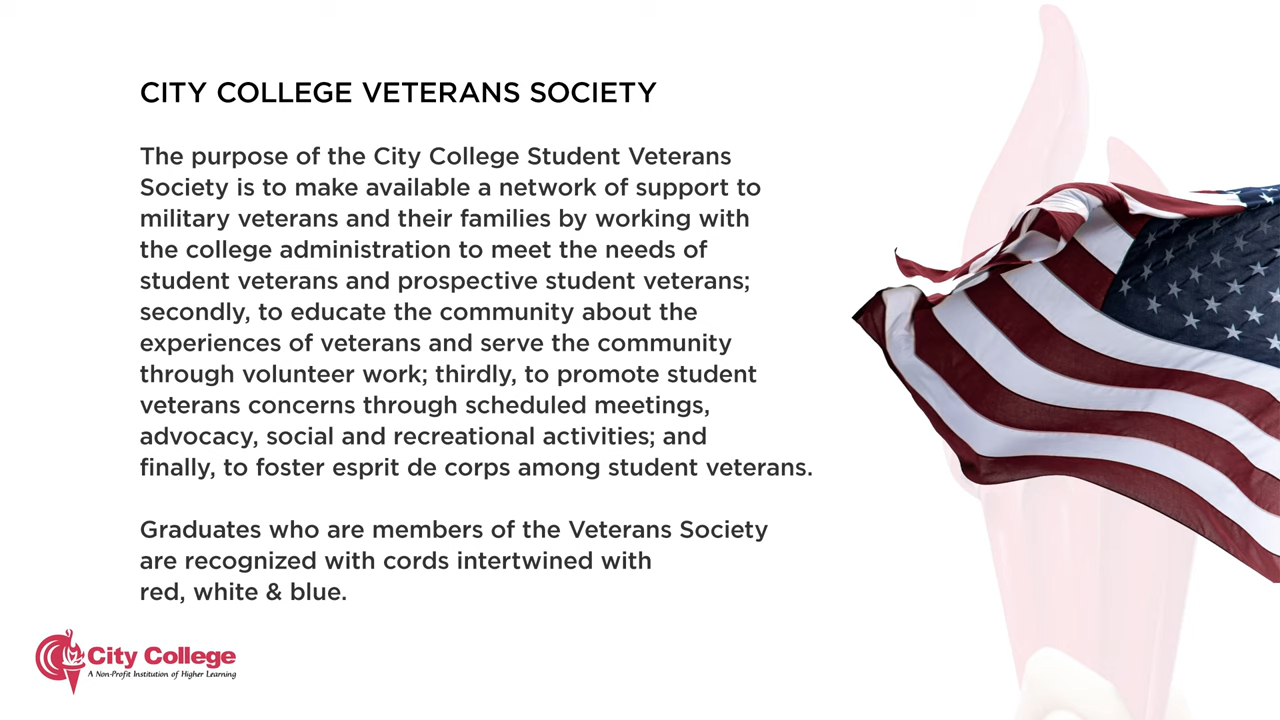 CITY COLLEGE VETERANS SOCIETY
The purpose of the City College Student Veterans
Society is to make available a network of support to
military veterans and their families by working with
the college administration to meet the needs of
student veterans and prospective student veterans;
secondly, to educate the community about the
experiences of veterans and serve the community
through volunteer work; thirdly, to promote student
veterans concerns through scheduled meetings,
advocacy, social and recreational activities; and
finally, to foster esprit de corps among student veterans.
Graduates who are members of the Veterans Society
are recognized with cords intertwined with
red, white & blue.
City College
A Non-Profit Institution of Higher Learning